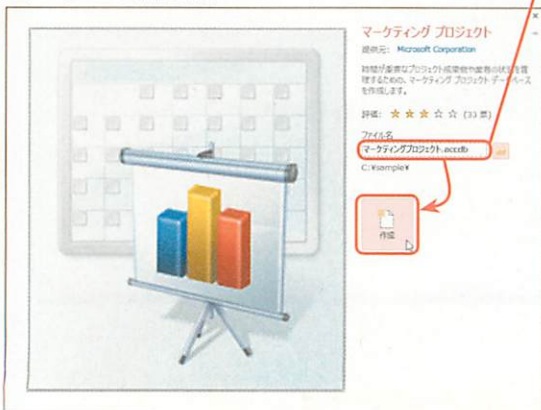 マーケティング プロジェクト
提供元: Microsoft Corporation
時間が重要なプロジェクト成果物や業務の状況を管
理するための、マーケティング プロジェクト データベース
を作成します。
評価: ★ ★ ★ ☆ ☆ (33 票)
ファイル名
マーケティングプロジェクト.accdb
C:¥sample¥
作成